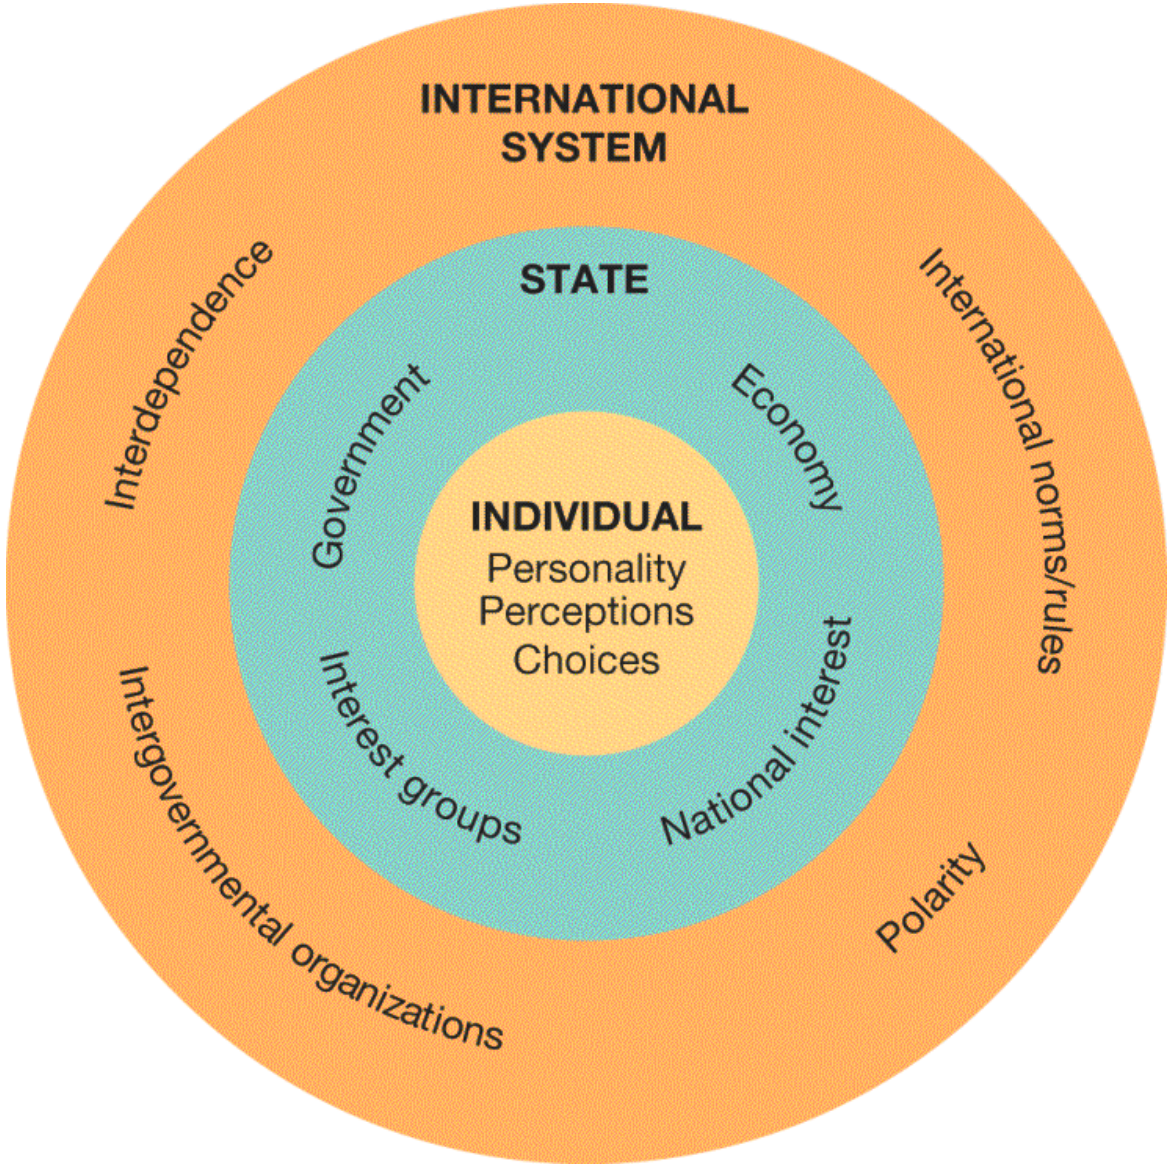 INTERNATIONAL
SYSTEM
Interdependence
International norms/rules
STATE
Government
Economy
INDIVIDUAL
Personality
Perceptions
Choices
Interest groups
National interest
Intergovernmental organizations
Polarity